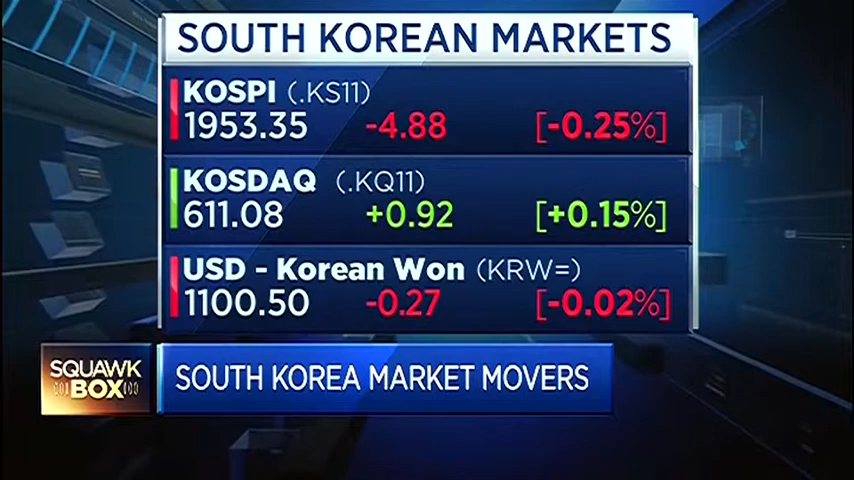 SOUTH KOREAN MARKETS
KOSPI (.KS11)
1953.35 -4.88 [-0.25%]
KOSDAQ (.KQ11)
611.08 +0.92 [+0.15%]
USD - Korean Won (KRW=)
1100.50 -0.27 [-0.02%]
SQUAWK
BOX
SOUTH KOREA MARKET MOVERS